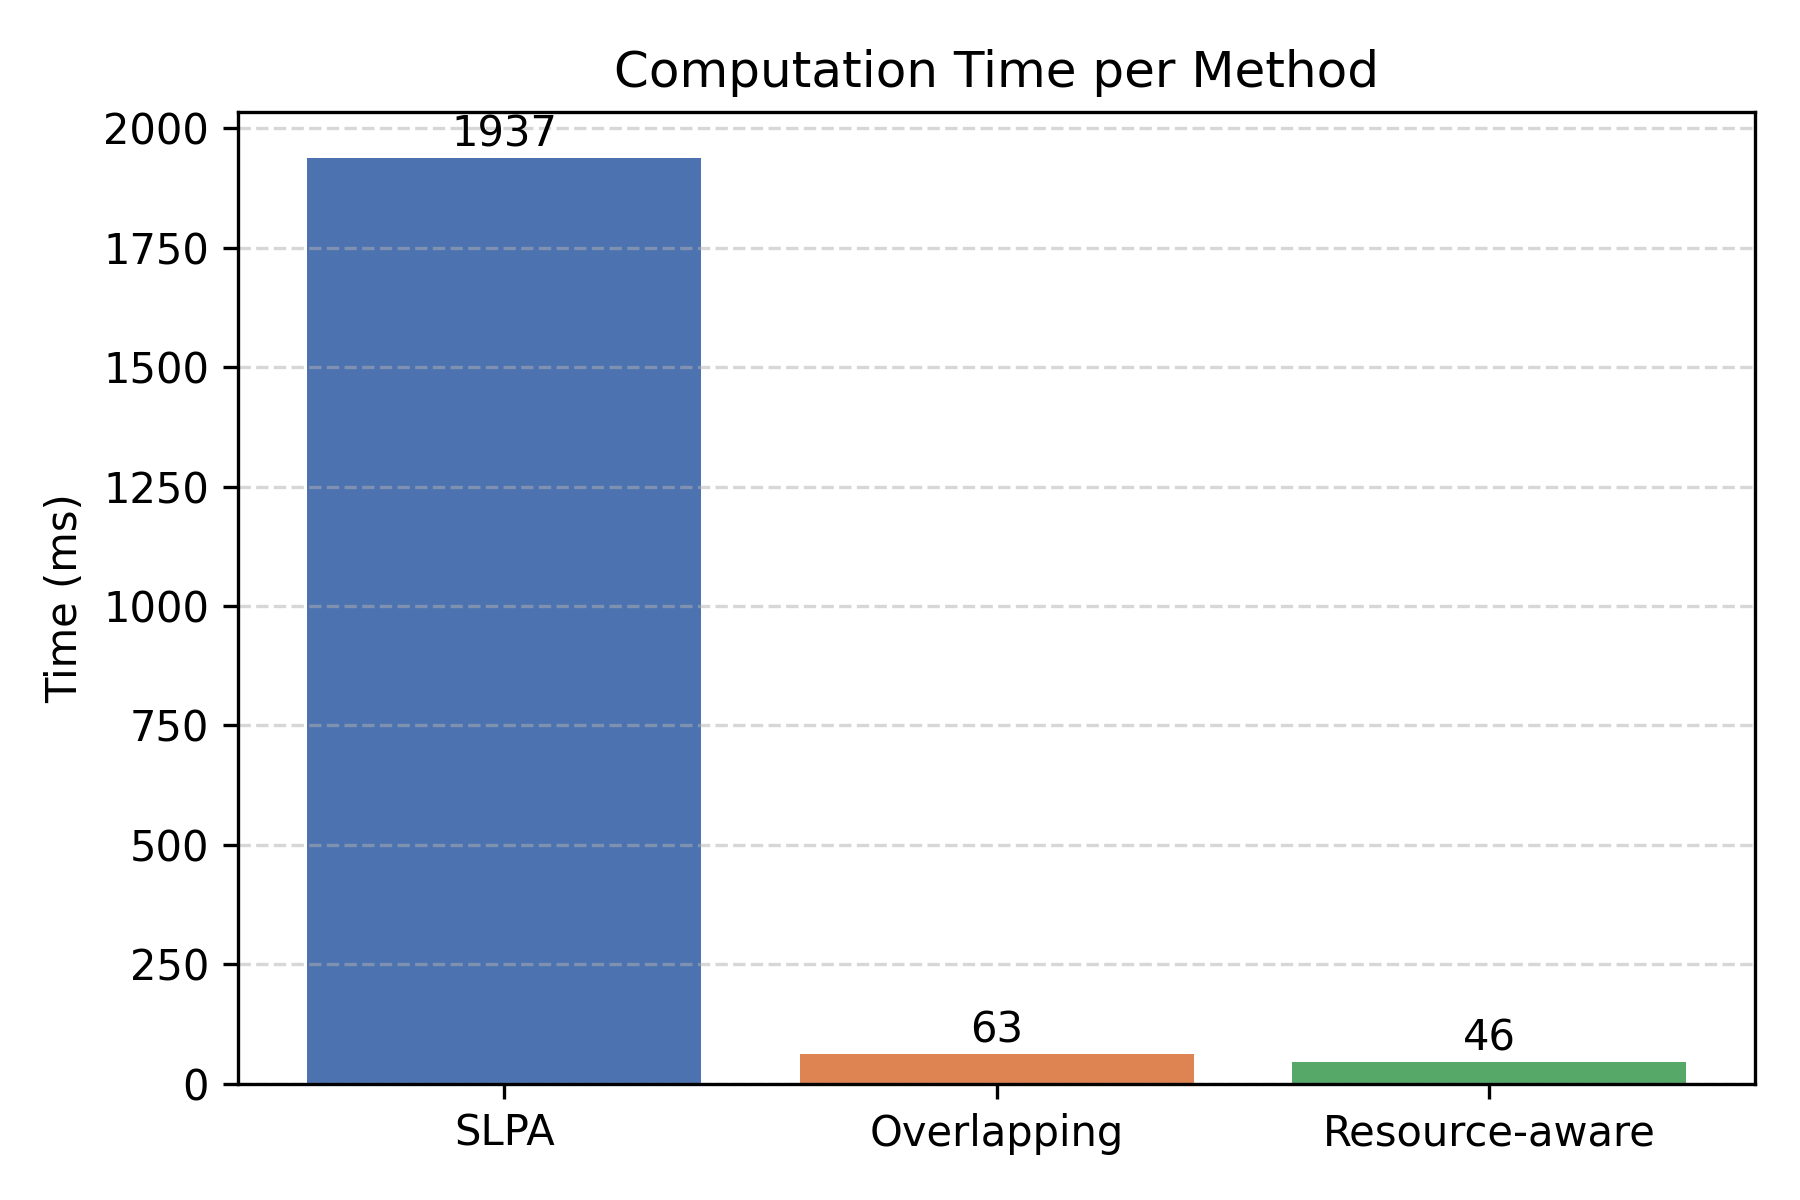 Computation Time per Method
Time (ms)
2000
1750
1500
1250
1000
750
500
250
0
1937
63
46
SLPA
Overlapping
Resource-aware